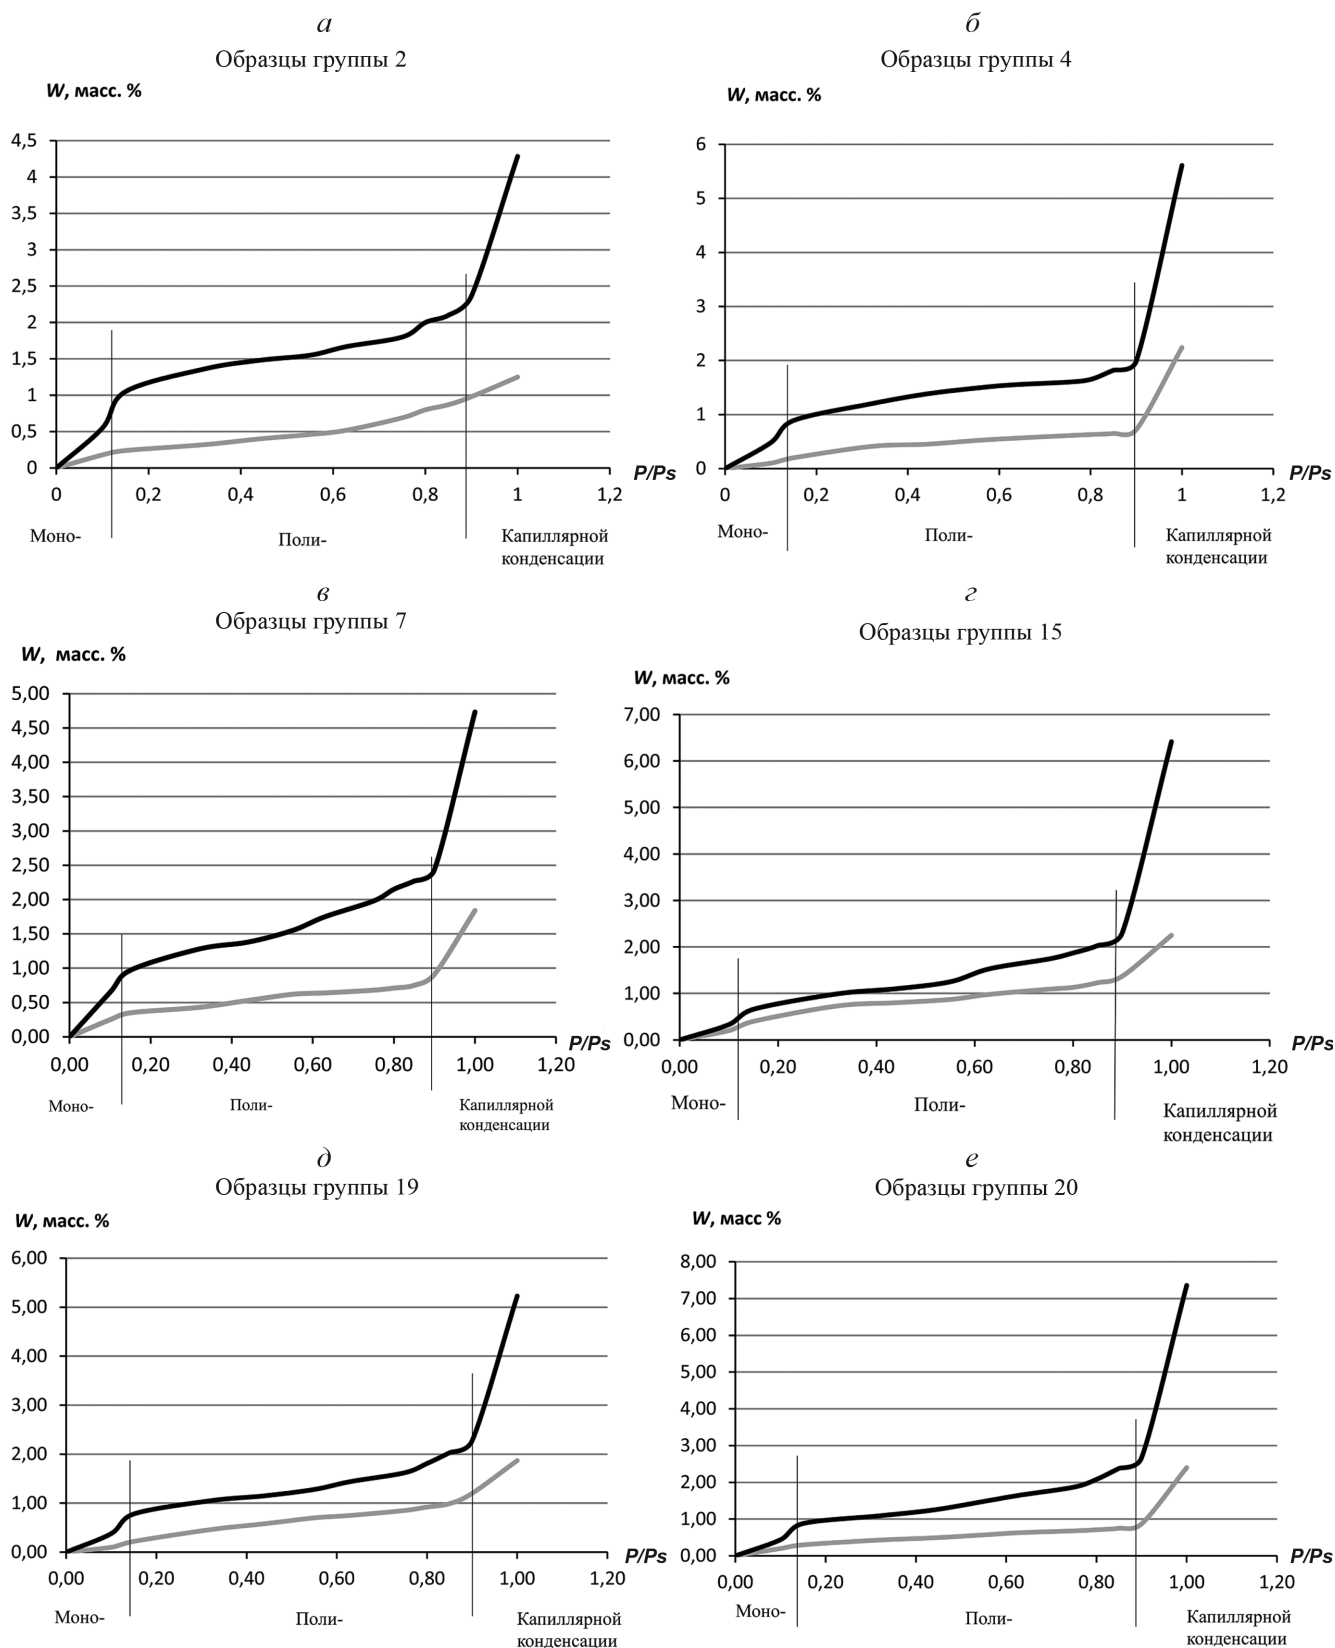 а
Образцы группы 2
W, масс. %
4,5
4
3,5
3
2,5
2
1,5
1
0,5
0
0 0,2 0,4 0,6 0,8 1 1,2
P/Ps
Моно- Поли- Капиллярной
конденсации
б
Образцы группы 4
W, масс. %
6
5
4
3
2
1
0
0 0,2 0,4 0,6 0,8 1 1,2
P/Ps
Моно- Поли- Капиллярной
конденсации
в
Образцы группы 7
W, масс. %
5,00
4,50
4,00
3,50
3,00
2,50
2,00
1,50
1,00
0,50
0,00
0,00 0,20 0,40 0,60 0,80 1,00 1,20
P/Ps
Моно- Поли- Капиллярной
конденсации
г
Образцы группы 15
W, масс. %
7,00
6,00
5,00
4,00
3,00
2,00
1,00
0,00
0,00 0,20 0,40 0,60 0,80 1,00 1,20
P/Ps
Моно- Поли- Капиллярной
конденсации
д
Образцы группы 19
W, масс. %
6,00
5,00
4,00
3,00
2,00
1,00
0,00
0,00 0,20 0,40 0,60 0,80 1,00 1,20
P/Ps
Моно- Поли- Капиллярной
конденсации
е
Образцы группы 20
W, масс %
8,00
7,00
6,00
5,00
4,00
3,00
2,00
1,00
0,00
0,00 0,20 0,40 0,60 0,80 1,00 1,20
P/Ps
Моно- Поли- Капиллярной
конденсации